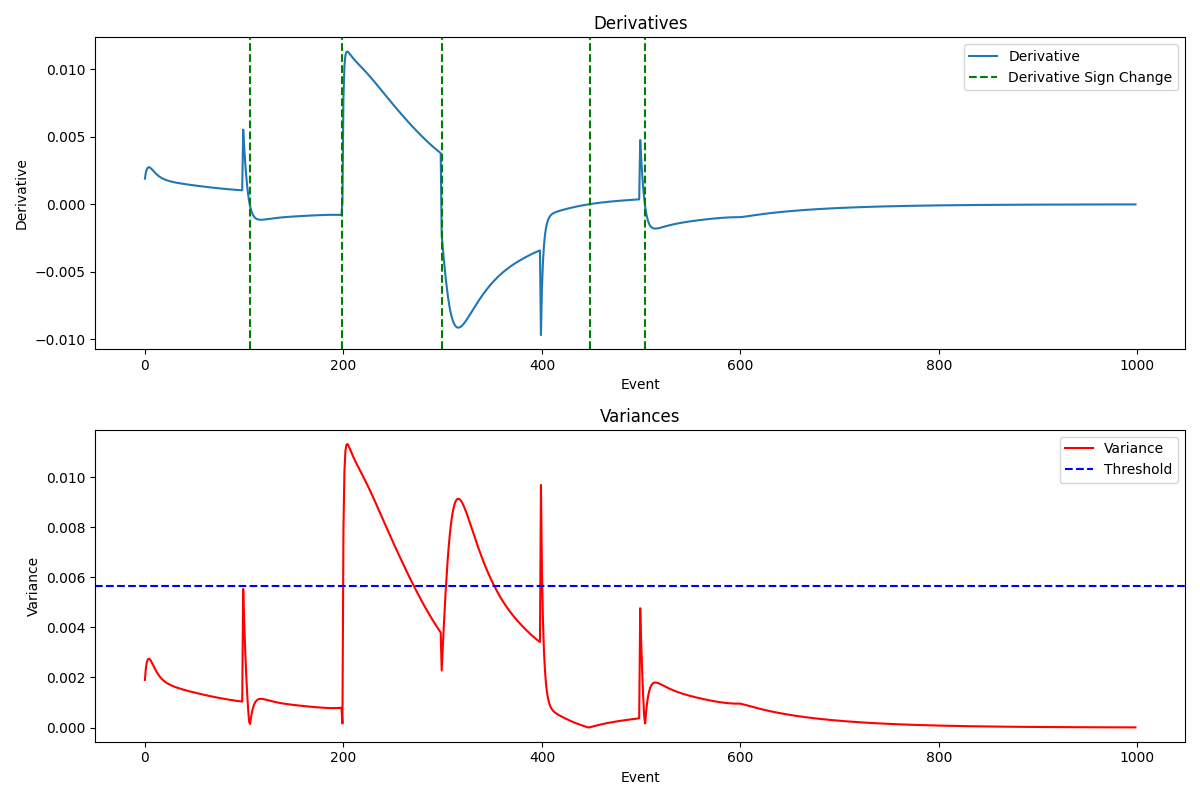 Derivatives
Derivative
Derivative Sign Change
0.010
0.005
0.000
−0.005
−0.010
Derivative
0 200 400 600 800 1000
Event
Variances
Variance
Threshold
0.010
0.008
0.006
0.004
0.002
0.000
Variance
0 200 400 600 800 1000
Event